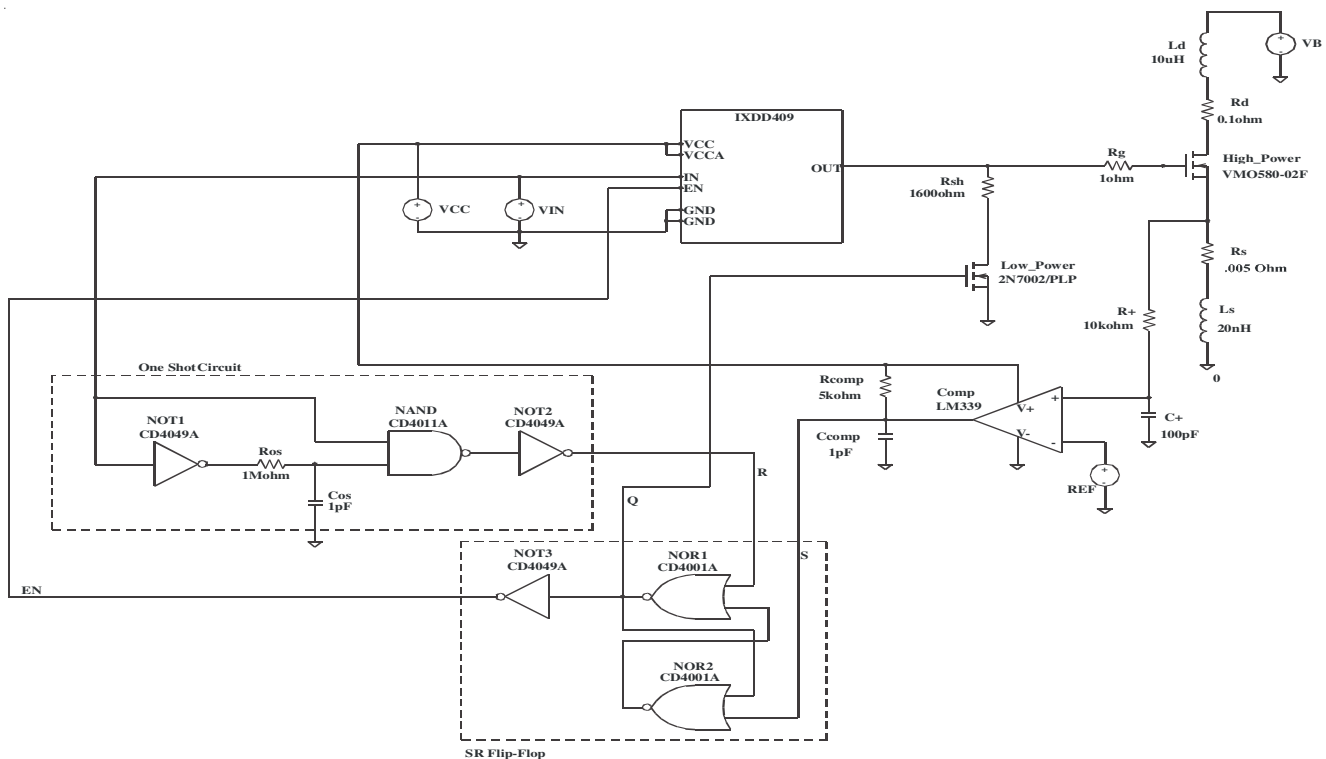 Ld
10uH
+
-
VB
Rd
0.1ohm
IXDD409
VCC
VCCA
IN
EN
GND
GND
OUT
Rg
1ohm
High_Power
VMO580-02F
Rsh
1600ohm
+
-
VCC
+
-
VIN
Low_Power
2N7002/PLP
Rs
.005 Ohm
R+
10kohm
Ls
20nH
0
One Shot Circuit
Rcomp
5kohm
Comp
LM339
V+
V-
+
-
C+
100pF
Ccomp
1pF
+
-
REF
NOT1
CD4049A
Ros
1Mohm
Cos
1pF
NAND
CD4011A
NOT2
CD4049A
R
Q
S
EN
NOT3
CD4049A
NOR1
CD4001A
NOR2
CD4001A
SR Flip-Flop